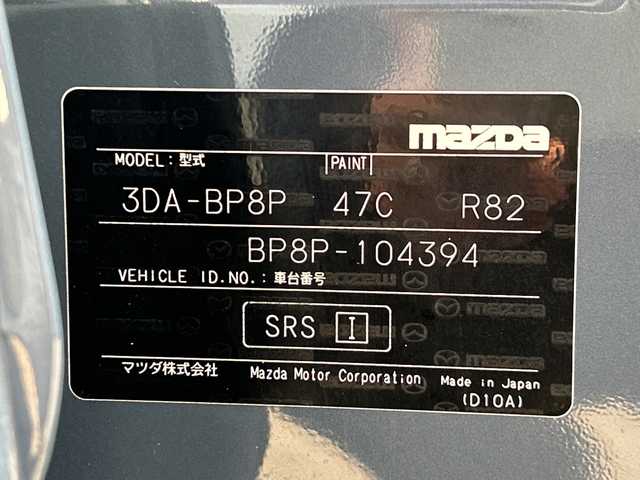 mazda
MODEL: 型式 PAINT
3DA-BP8P 47C R82
BP8P-104394
VEHICLE ID.NO.: 車台番号
SRS I
マツダ株式会社 Mazda Motor Corporation Made in Japan
(D10A)